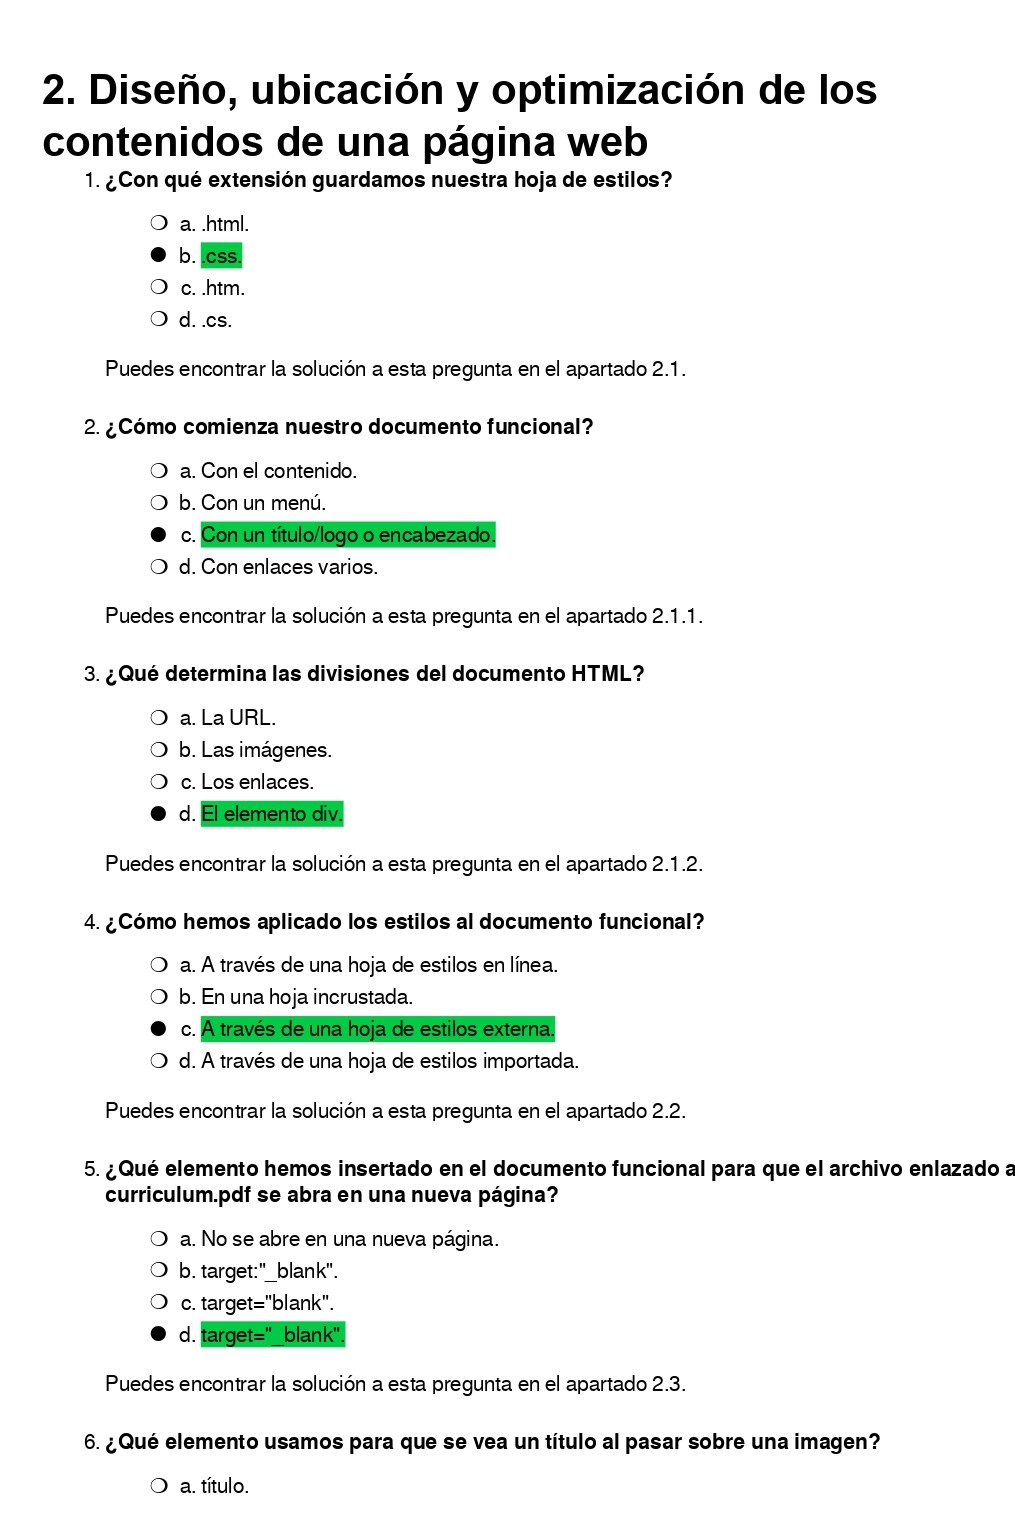 2. Diseño, ubicación y optimización de los
contenidos de una página web
1. ¿Con qué extensión guardamos nuestra hoja de estilos?
a. .html.
b. .css.
c. .htm.
d. .cs.
Puedes encontrar la solución a esta pregunta en el apartado 2.1.
2. ¿Cómo comienza nuestro documento funcional?
a. Con el contenido.
b. Con un menú.
c. Con un título/logo o encabezado.
d. Con enlaces varios.
Puedes encontrar la solución a esta pregunta en el apartado 2.1.1.
3. ¿Qué determina las divisiones del documento HTML?
a. La URL.
b. Las imágenes.
c. Los enlaces.
d. El elemento div.
Puedes encontrar la solución a esta pregunta en el apartado 2.1.2.
4. ¿Cómo hemos aplicado los estilos al documento funcional?
a. A través de una hoja de estilos en línea.
b. En una hoja incrustada.
c. A través de una hoja de estilos externa.
d. A través de una hoja de estilos importada.
Puedes encontrar la solución a esta pregunta en el apartado 2.2.
5. ¿Qué elemento hemos insertado en el documento funcional para que el archivo enlazado a
curriculum.pdf se abra en una nueva página?
a. No se abre en una nueva página.
b. target:"_blank".
c. target="blank".
d. target="_blank".
Puedes encontrar la solución a esta pregunta en el apartado 2.3.
6. ¿Qué elemento usamos para que se vea un título al pasar sobre una imagen?
a. título.